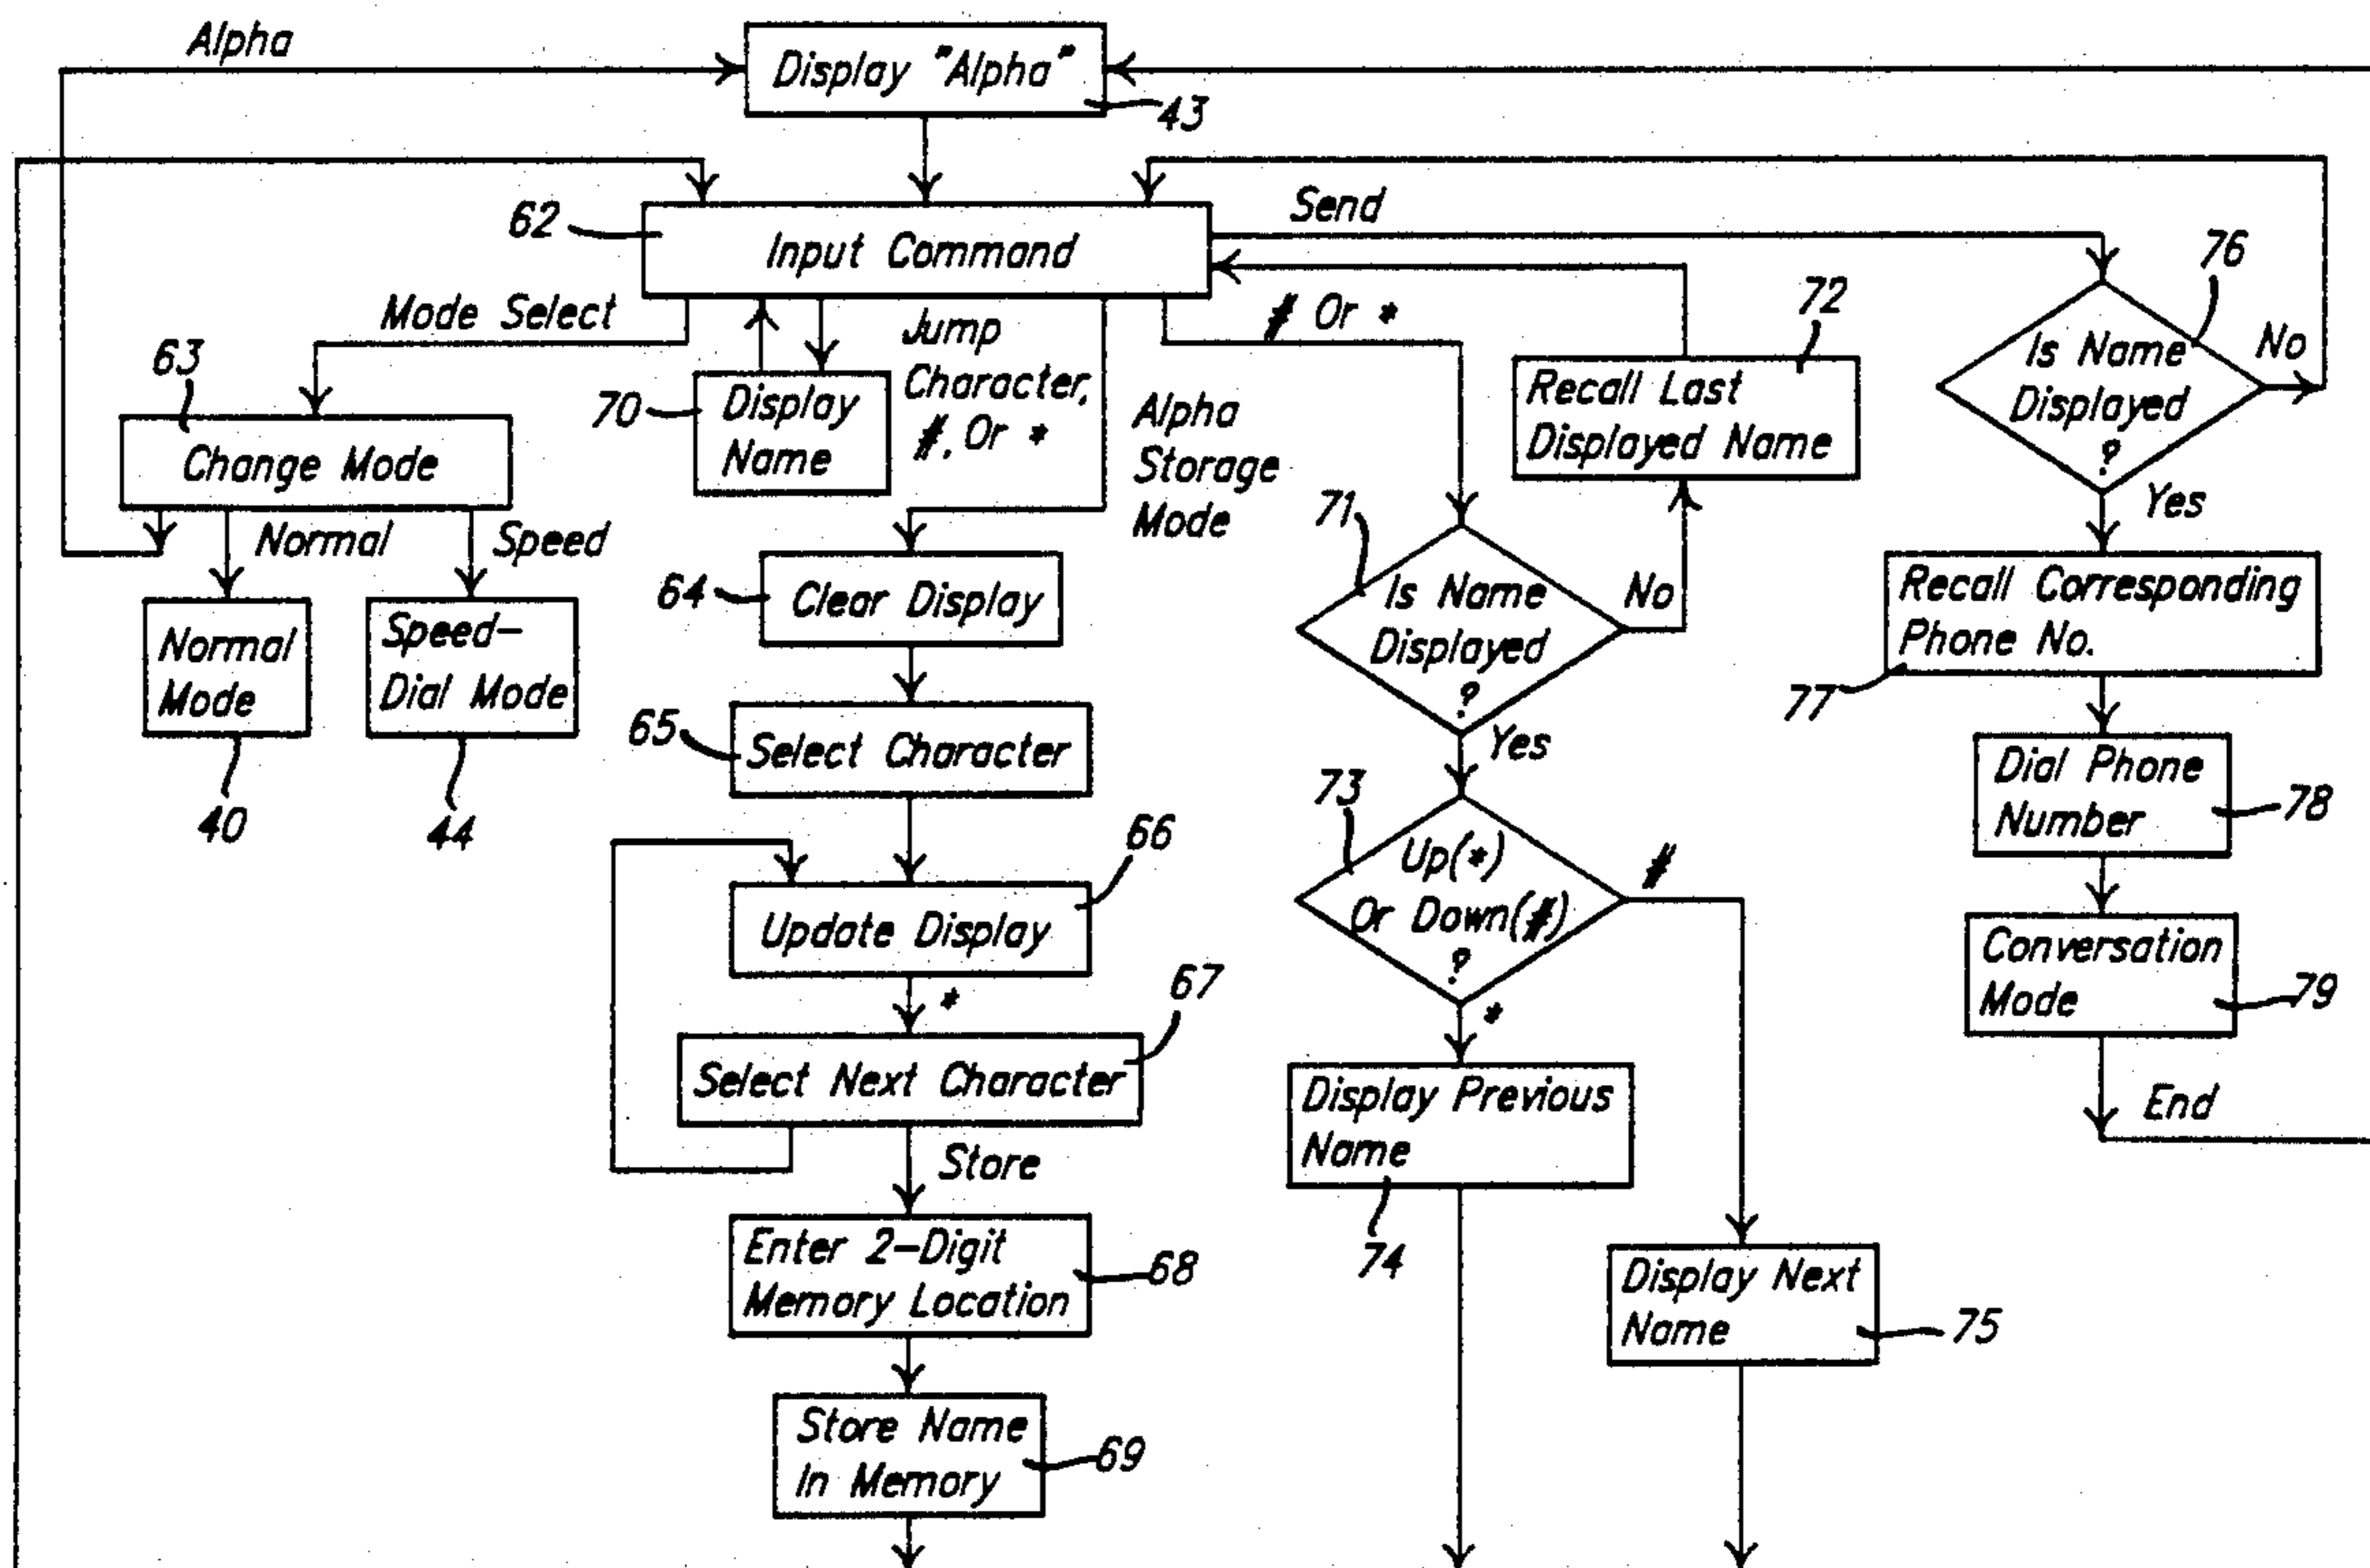 Alpha
Display "Alpha"
43
62
Input Command
Send
76
Is Name
Displayed
?
No
Yes
Mode Select
63
Change Mode
Normal
Speed
Normal
Mode
40
Speed-
Dial Mode
44
70
Display
Name
Jump
Character,
#, Or *
Alpha
Storage
Mode
# Or *
72
Recall Last
Displayed Name
71
Is Name
Displayed
?
No
Yes
64
Clear Display
65
Select Character
66
Update Display
*
67
Select Next Character
Store
Enter 2-Digit
Memory Location
68
Store Name
In Memory
69
73
Up(*)
Or Down(#)
?
#
*
Display Previous
Name
74
Display Next
Name
75
Recall Corresponding
Phone No.
77
Dial Phone
Number
78
Conversation
Mode
79
End